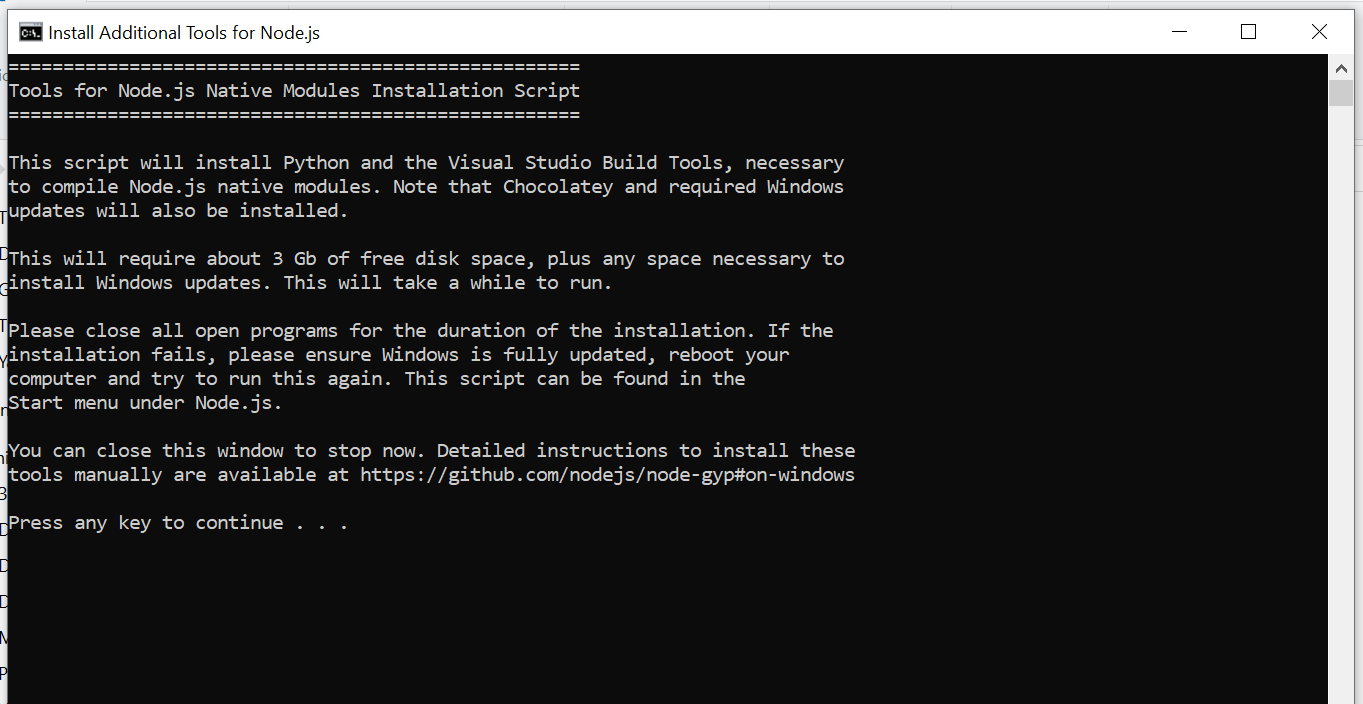 Install Additional Tools for Node.js
====================================================
Tools for Node.js Native Modules Installation Script
====================================================
This script will install Python and the Visual Studio Build Tools, necessary
to compile Node.js native modules. Note that Chocolatey and required Windows
updates will also be installed.
This will require about 3 Gb of free disk space, plus any space necessary to
install Windows updates. This will take a while to run.
Please close all open programs for the duration of the installation. If the
installation fails, please ensure Windows is fully updated, reboot your
computer and try to run this again. This script can be found in the
Start menu under Node.js.
You can close this window to stop now. Detailed instructions to install these
tools manually are available at https://github.com/nodejs/node-gyp#on-windows
Press any key to continue . . .